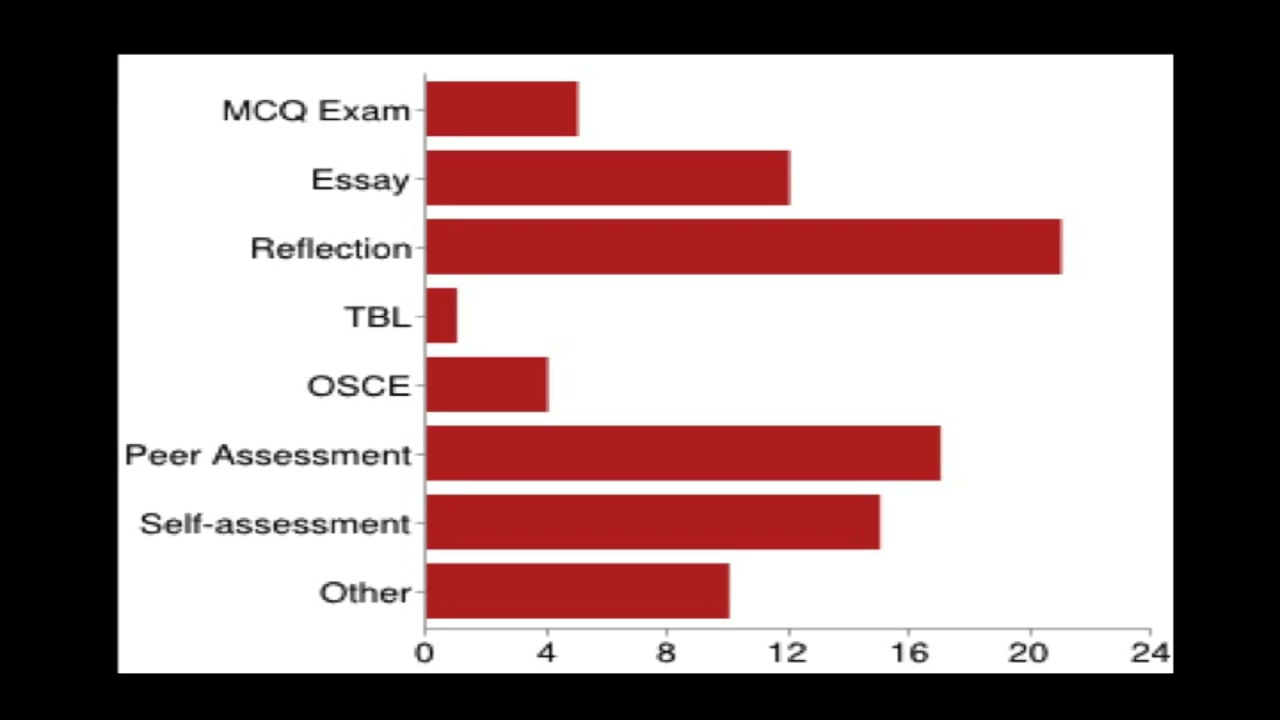 MCQ Exam
Essay
Reflection
TBL
OSCE
Peer Assessment
Self-assessment
Other
0 4 8 12 16 20 24